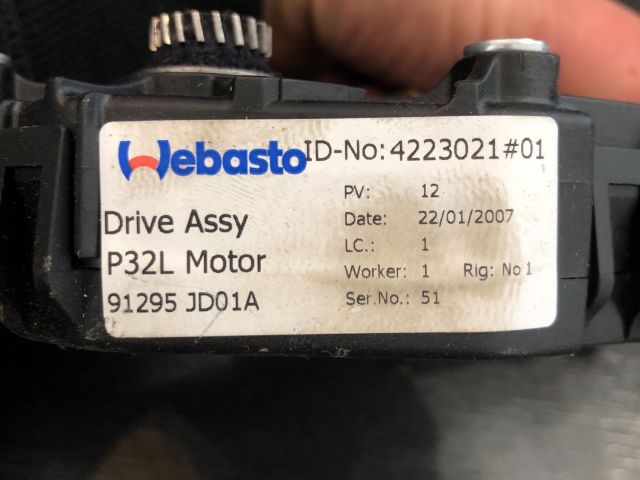 Webasto ID-No: 4223021#01
PV: 12
Drive Assy Date: 22/01/2007
LC.: 1
P32L Motor Worker: 1 Rig: No 1
91295 JD01A Ser.No.: 51